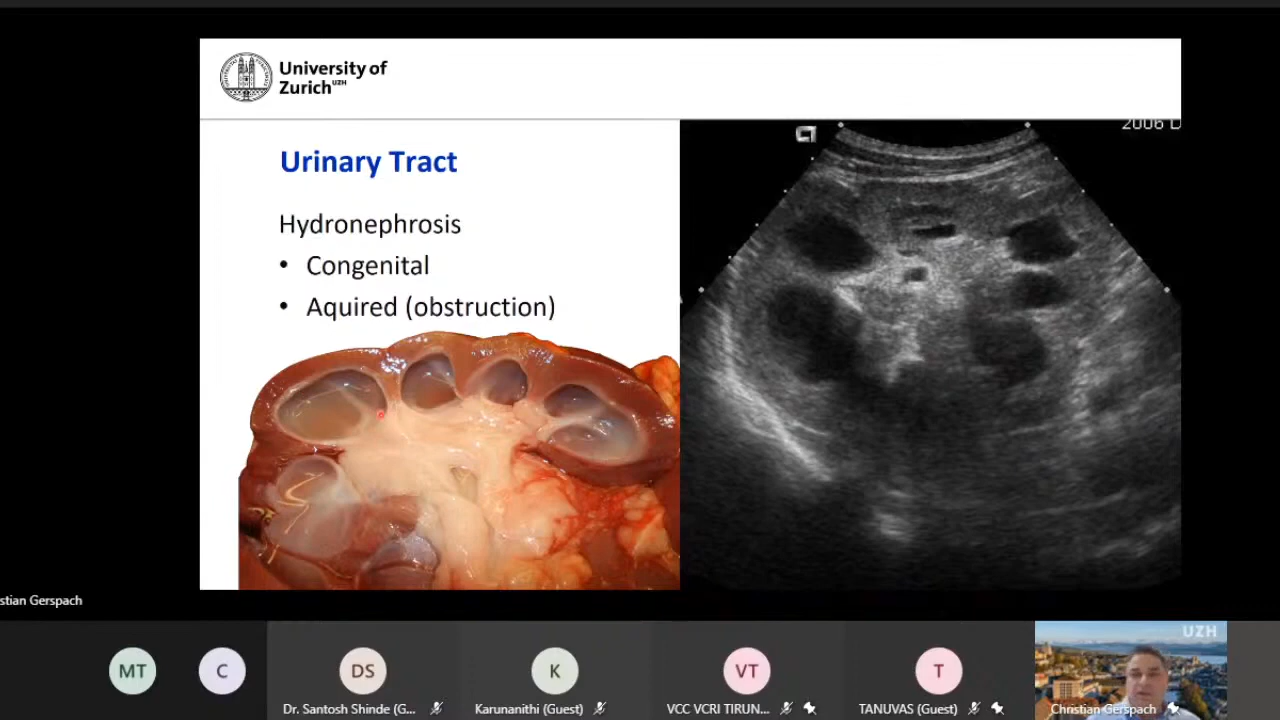 University of
Zurich UZH
2006
Urinary Tract
Hydronephrosis
• Congenital
• Aquired (obstruction)
stian Gerspach
UZH
MT
C
DS
K
VT
T
Dr. Santosh Shinde (G...
Karunanithi (Guest)
VCC VCRI TIRUN...
TANUVAS (Guest)
Christian Gerspach